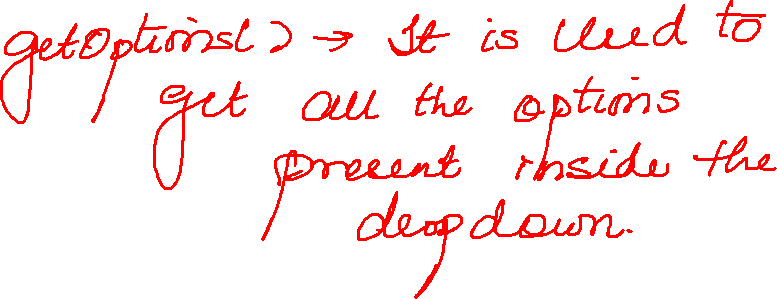 getOptions() → It is used to
get all the options
present inside the
dropdown.